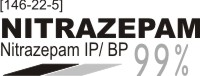 [146-22-5]
NITRAZEPAM
Nitrazepam IP/ BP
99%